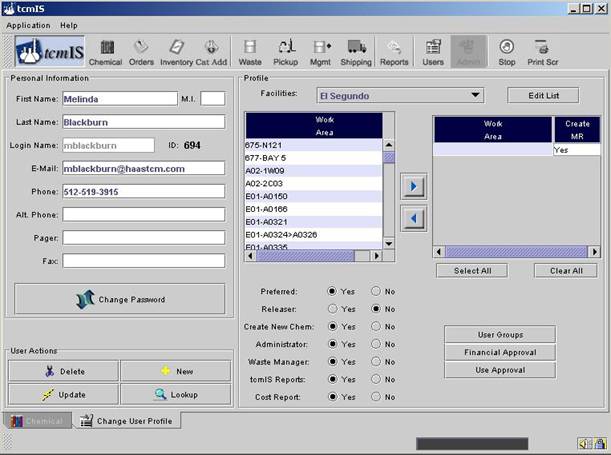 tcmIS
Application Help
tcmIS Chemical Orders Inventory Cat Add Waste Pickup Mgmt Shipping Reports Users Admin Stop Print Scr
Personal Information
First Name: Melinda M.I.
Last Name: Blackburn
Login Name: mblackburn ID: 694
E-Mail: mblackburn@haastcm.com
Phone: 512-519-3915
Alt. Phone:
Pager:
Fax:
Change Password
User Actions
Delete New
Update Lookup
Profile
Facilities: El Segundo Edit List
Work
Area
675-N121
677-BAY 5
A02-1W09
A02-2C03
E01-A0150
E01-A0166
E01-A0321
E01-A0324>A0326
E01-A0335
Work
Area
Create
MR
Yes
Select All Clear All
Preferred: Yes No
Releaser: Yes No
Create New Chem: Yes No
Administrator: Yes No
Waste Manager: Yes No
tcmIS Reports: Yes No
Cost Report: Yes No
User Groups
Financial Approval
Use Approval
Chemical Change User Profile